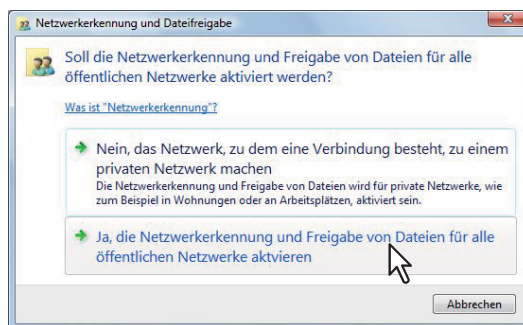 Netzwerkerkennung und Dateifreigabe
Soll die Netzwerkerkennung und Freigabe von Dateien für alle
öffentlichen Netzwerke aktiviert werden?
Was ist "Netzwerkerkennung"?
Nein, das Netzwerk, zu dem eine Verbindung besteht, zu einem
privaten Netzwerk machen
Die Netzwerkerkennung und Freigabe von Dateien wird für private Netzwerke, wie
zum Beispiel in Wohnungen oder an Arbeitsplätzen, aktiviert sein.
Ja, die Netzwerkerkennung und Freigabe von Dateien für alle
öffentlichen Netzwerke aktvieren
Abbrechen